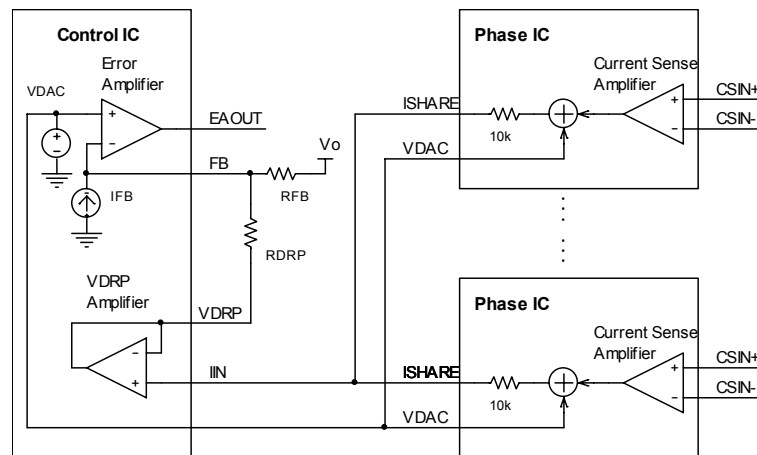 Control IC
Error
Amplifier
VDAC
+
-
EAOUT
FB
Vo
IFB
RFB
RDRP
VDRP
Amplifier
VDRP
-
+
IIN
Phase IC
Current Sense
Amplifier
CSIN+
ISHARE
+
10k
-
CSIN-
VDAC
Phase IC
Current Sense
Amplifier
CSIN+
ISHARE
+
10k
-
CSIN-
VDAC